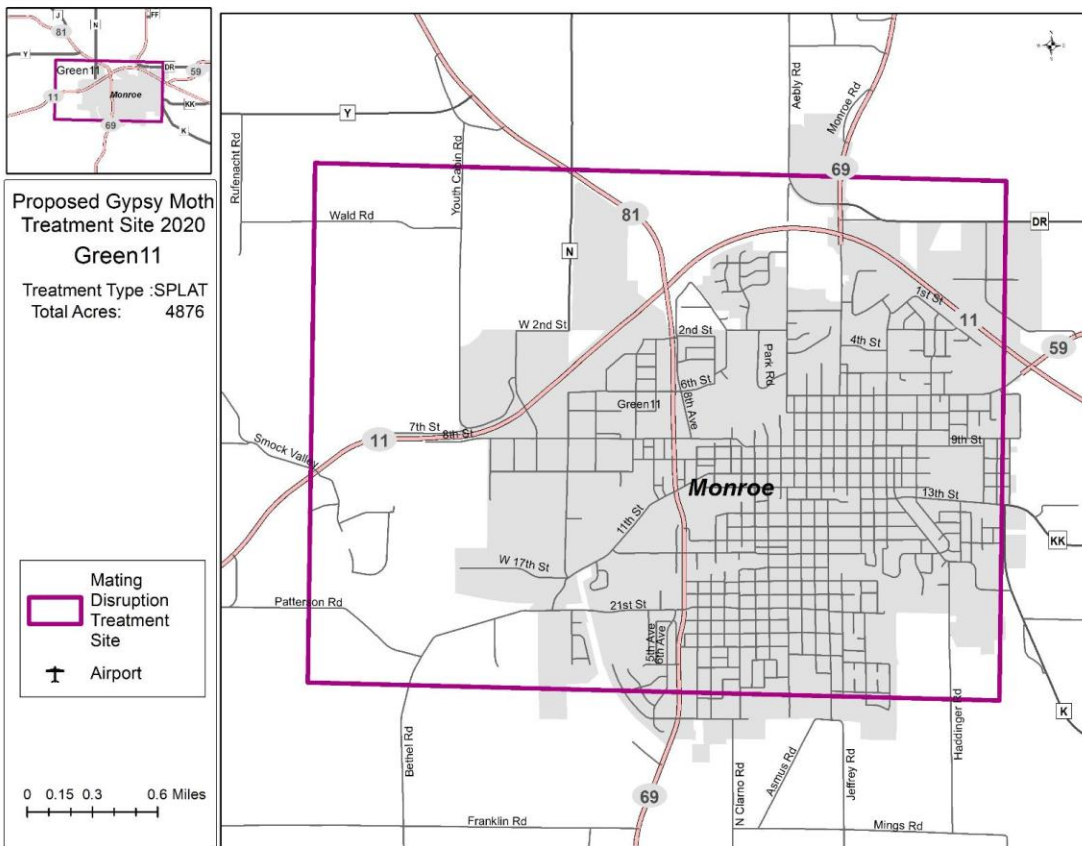 J
N
FF
81
Y
Green11
DR
59
11
Monroe
KK
69
K
Proposed Gypsy Moth
Treatment Site 2020
Green11
Treatment Type :SPLAT
Total Acres: 4876
Mating
Disruption
Treatment
Site
Airport
0 0.15 0.3 0.6 Miles
Aebly Rd
Monroe Rd
Y
Rufenacht Rd
Youth Cabin Rd
69
Wald Rd
81
DR
N
1st St
11
W 2nd St
2nd St
4th St
59
Park Rd
6th St
8th Ave
Green11
7th St
8th St
11
9th St
Smock Valley
Monroe
13th St
11th St
KK
W 17th St
Patterson Rd
21st St
5th Ave
6th Ave
K
Bethel Rd
Haddinger Rd
N Clarno Rd
Asmus Rd
Jeffrey Rd
69
Franklin Rd
Mings Rd